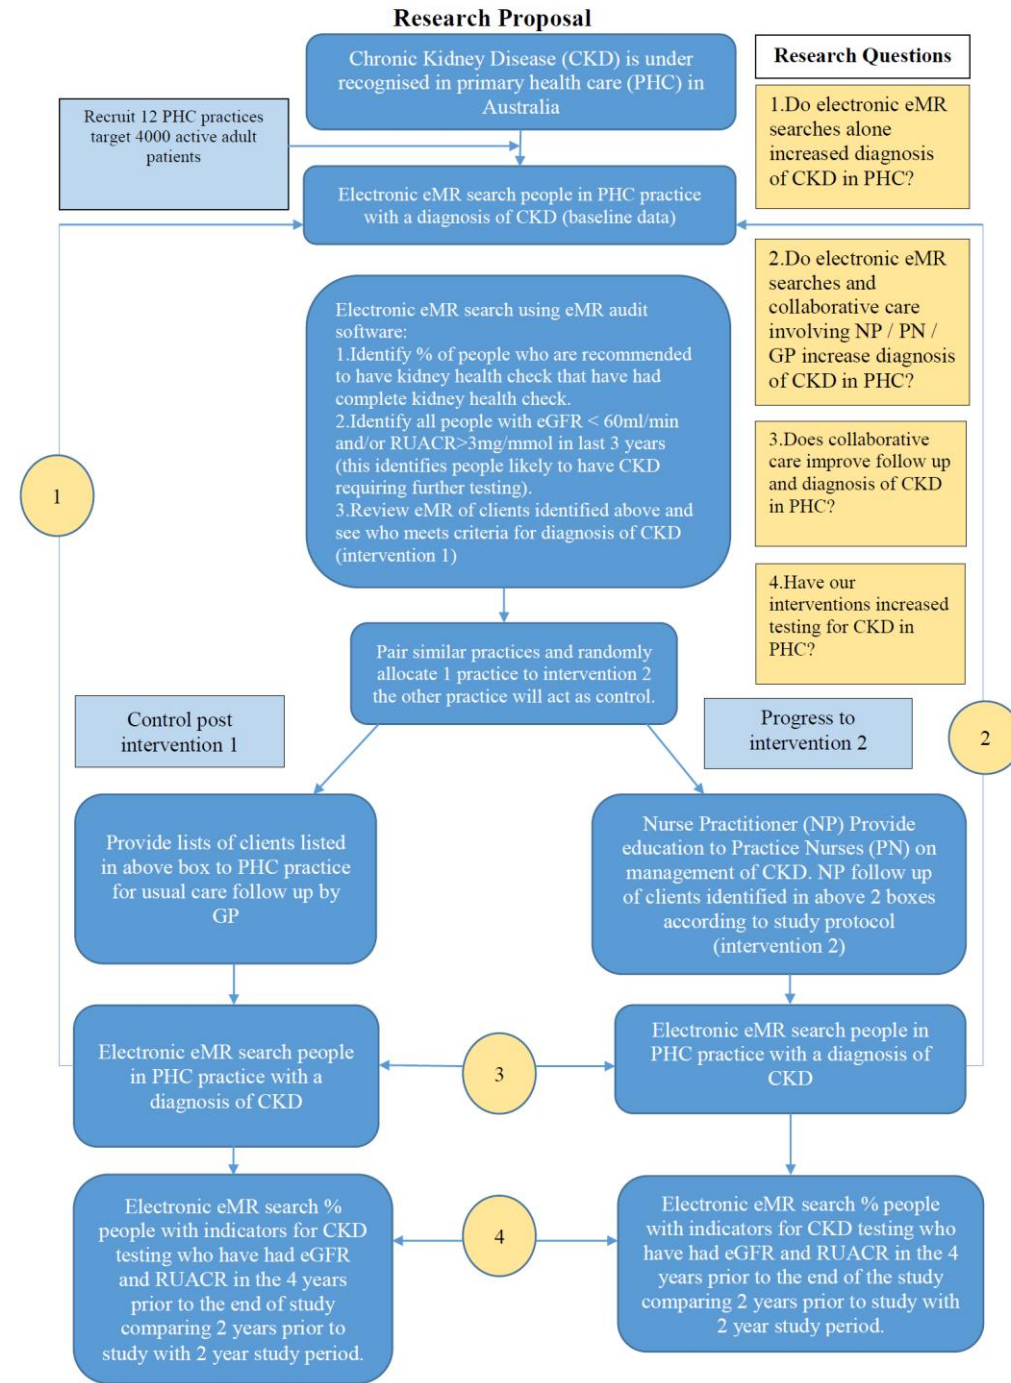 Research Proposal
Chronic Kidney Disease (CKD) is under
recognised in primary health care (PHC) in
Australia
Research Questions
Recruit 12 PHC practices
target 4000 active adult
patients
1.Do electronic eMR
searches alone
increased diagnosis
of CKD in PHC?
Electronic eMR search people in PHC practice
with a diagnosis of CKD (baseline data)
2.Do electronic eMR
searches and
collaborative care
involving NP / PN /
GP increase diagnosis
of CKD in PHC?
Electronic eMR search using eMR audit
software:
1.Identify % of people who are recommended
to have kidney health check that have had
complete kidney health check.
2.Identify all people with eGFR < 60ml/min
and/or RUACR>3mg/mmol in last 3 years
(this identifies people likely to have CKD
requiring further testing).
3.Review eMR of clients identified above and
see who meets criteria for diagnosis of CKD
(intervention 1)
1
3.Does collaborative
care improve follow up
and diagnosis of CKD
in PHC?
4.Have our
interventions increased
testing for CKD in
PHC?
Pair similar practices and randomly
allocate 1 practice to intervention 2
the other practice will act as control.
Control post
intervention 1
Progress to
intervention 2
2
Provide lists of clients listed
in above box to PHC practice
for usual care follow up by
GP
Nurse Practitioner (NP) Provide
education to Practice Nurses (PN) on
management of CKD. NP follow up
of clients identified in above 2 boxes
according to study protocol
(intervention 2)
Electronic eMR search people
in PHC practice with a
diagnosis of CKD
3
Electronic eMR search people in
PHC practice with a diagnosis of
CKD
Electronic eMR search %
people with indicators for CKD
testing who have had eGFR
and RUACR in the 4 years
prior to the end of study
comparing 2 years prior to
study with 2 year study period.
4
Electronic eMR search % people
with indicators for CKD testing who
have had eGFR and RUACR in the 4
years prior to the end of the study
comparing 2 years prior to study with
2 year study period.